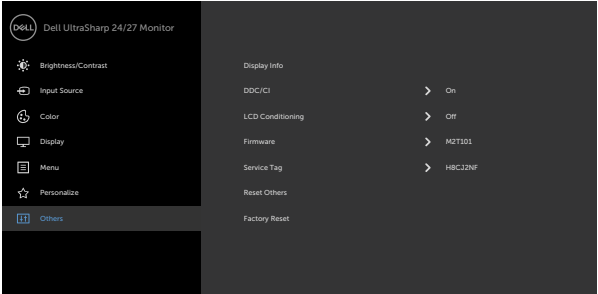 DELL Dell UltraSharp 24/27 Monitor
Brightness/Contrast
Display Info
Input Source
DDC/CI On
Color
LCD Conditioning Off
Display
Firmware M2T101
Menu
Service Tag H8CJ2NF
Personalize
Reset Others
Others
Factory Reset